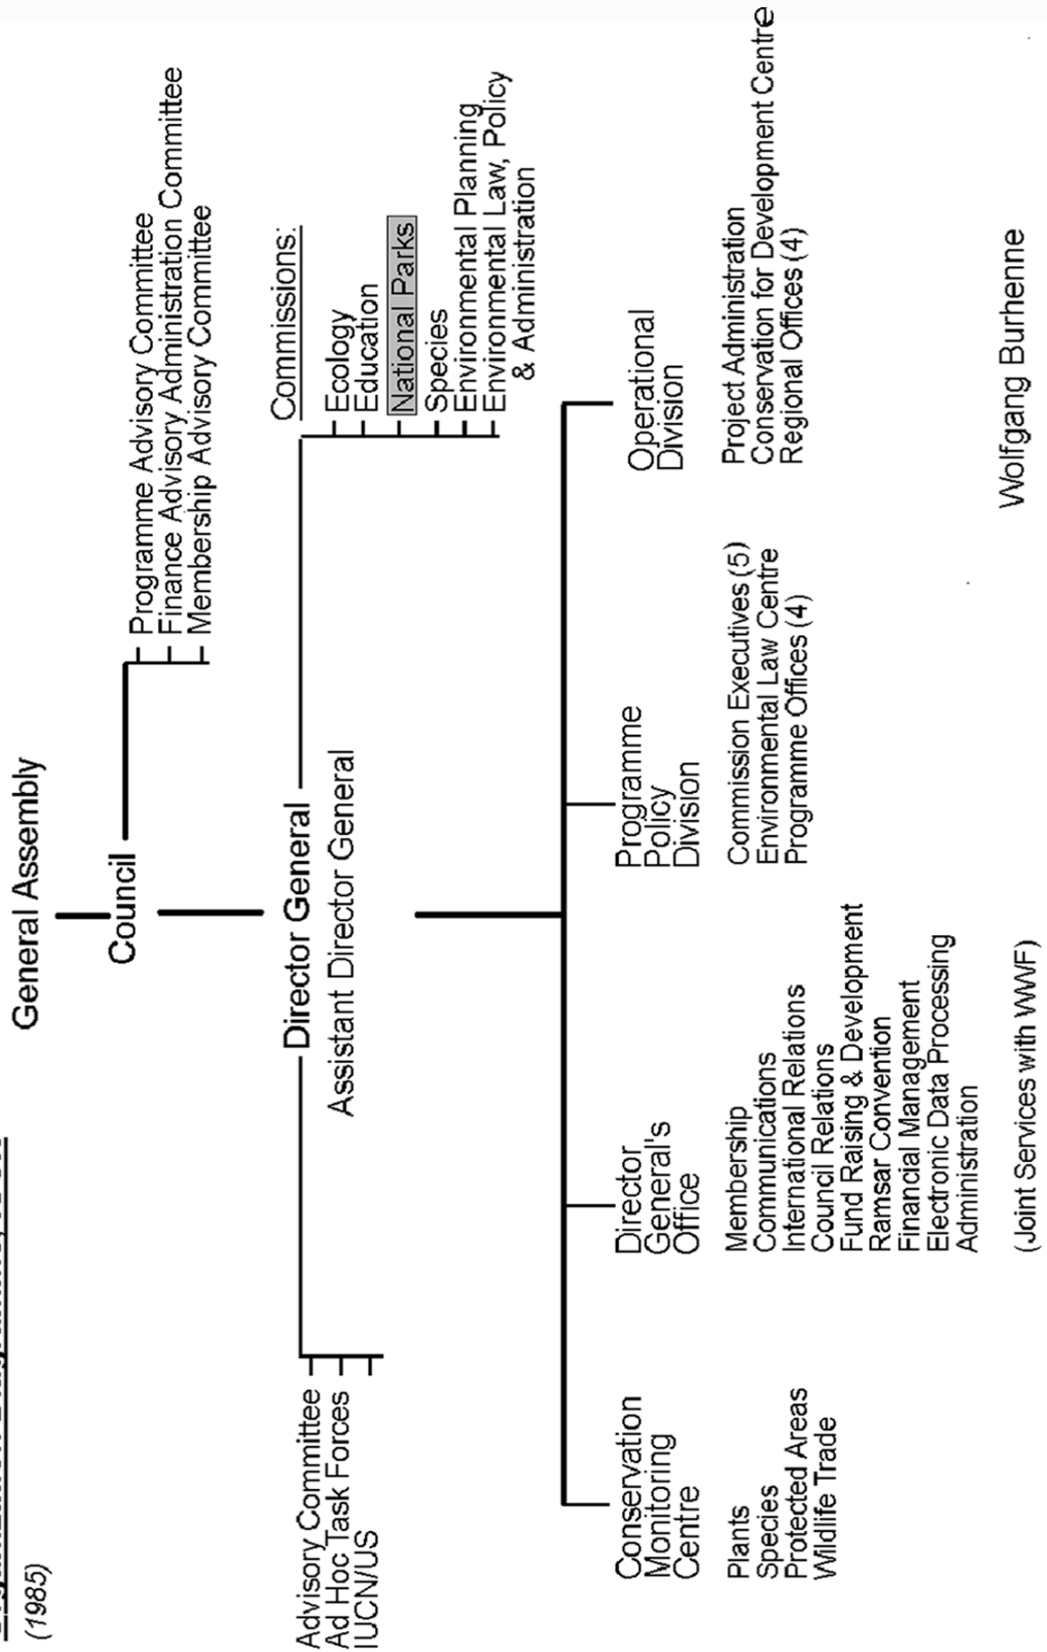 (1985)
General Assembly
Council
Programme Advisory Committee
Finance Advisory Administration Committee
Membership Advisory Committee
Director General
Assistant Director General
Advisory Committee
Ad Hoc Task Forces
IUCN/US
Commissions:
Ecology
Education
National Parks
Species
Environmental Planning
Environmental Law, Policy
& Administration
Conservation
Monitoring
Centre
Plants
Species
Protected Areas
Wildlife Trade
Director
General's
Office
Membership
Communications
International Relations
Council Relations
Fund Raising & Development
Ramsar Convention
Financial Management
Electronic Data Processing
Administration
(Joint Services with WWF)
Programme
Policy
Division
Commission Executives (5)
Environmental Law Centre
Programme Offices (4)
Operational
Division
Project Administration
Conservation for Development Centre
Regional Offices (4)
Wolfgang Burhenne